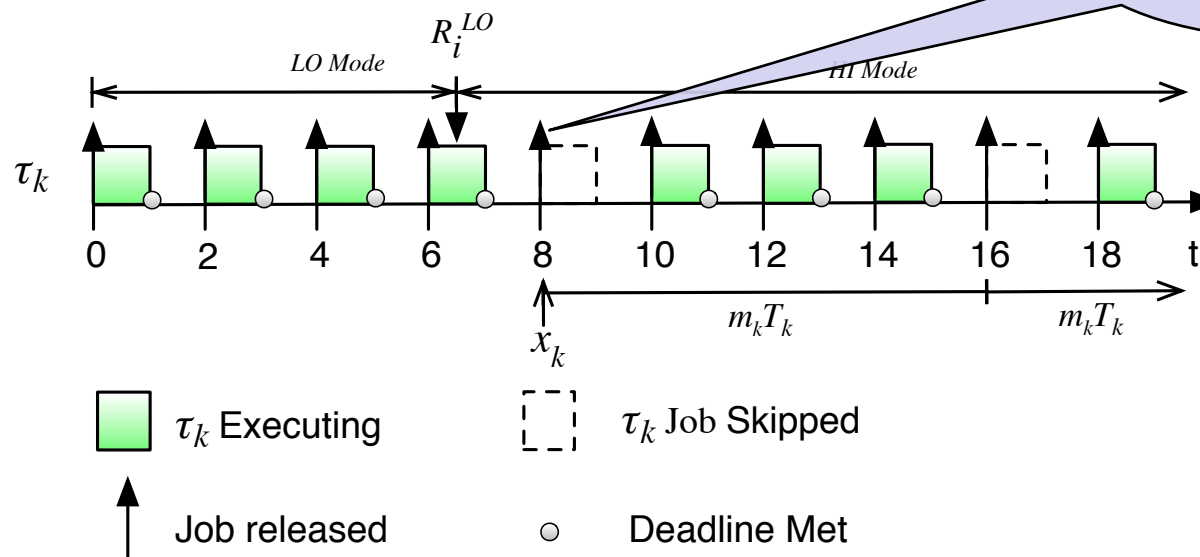 R_i^{LO}
LO Mode
HI Mode
τ_k
0 2 4 6 8 10 12 14 16 18 t
m_kT_k m_kT_k
x_k
τ_k Executing
τ_k Job Skipped
Job released
Deadline Met